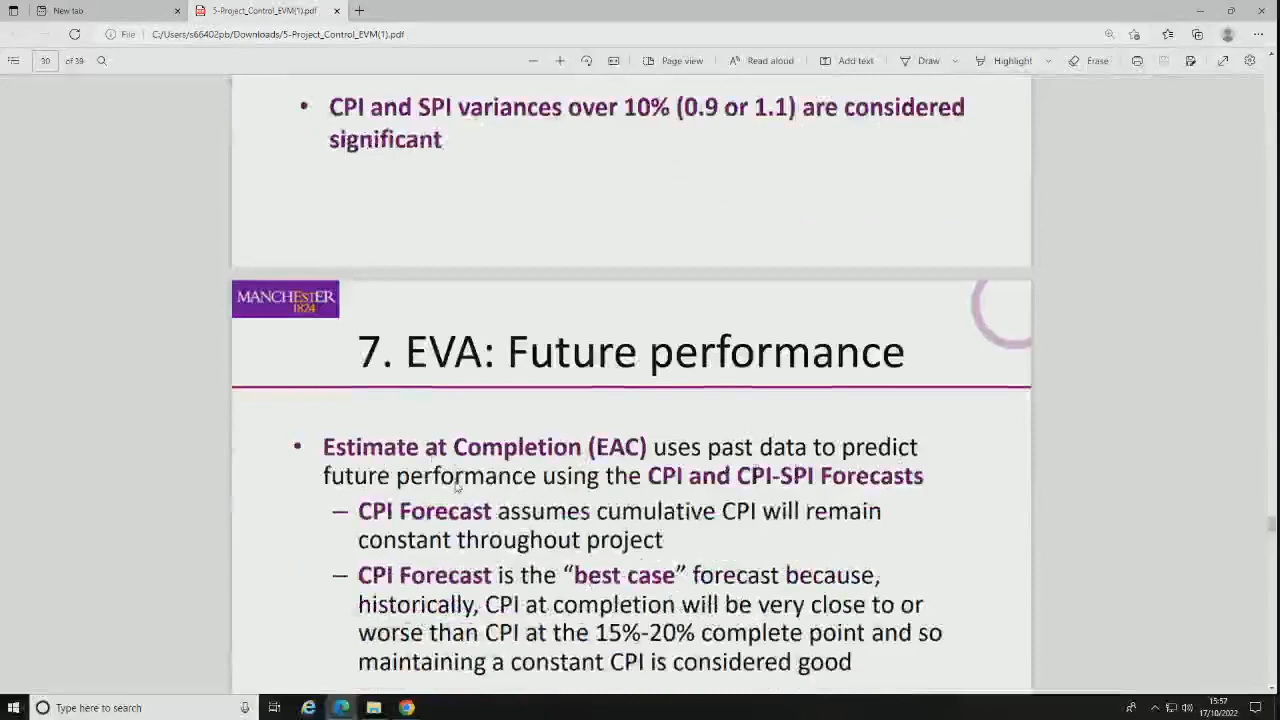 New tab
5-Project_Control_EVM(1).pdf
File
C:/Users/s66402pb/Downloads/5-Project_Control_EVM(1).pdf
30 of 39
Page view
Read aloud
Add text
Draw
Highlight
Erase
• CPI and SPI variances over 10% (0.9 or 1.1) are considered
significant
MANCHESTER
1824
7. EVA: Future performance
• Estimate at Completion (EAC) uses past data to predict
future performance using the CPI and CPI-SPI Forecasts
– CPI Forecast assumes cumulative CPI will remain
constant throughout project
– CPI Forecast is the “best case” forecast because,
historically, CPI at completion will be very close to or
worse than CPI at the 15%-20% complete point and so
maintaining a constant CPI is considered good
Type here to search
15:57
17/10/2022